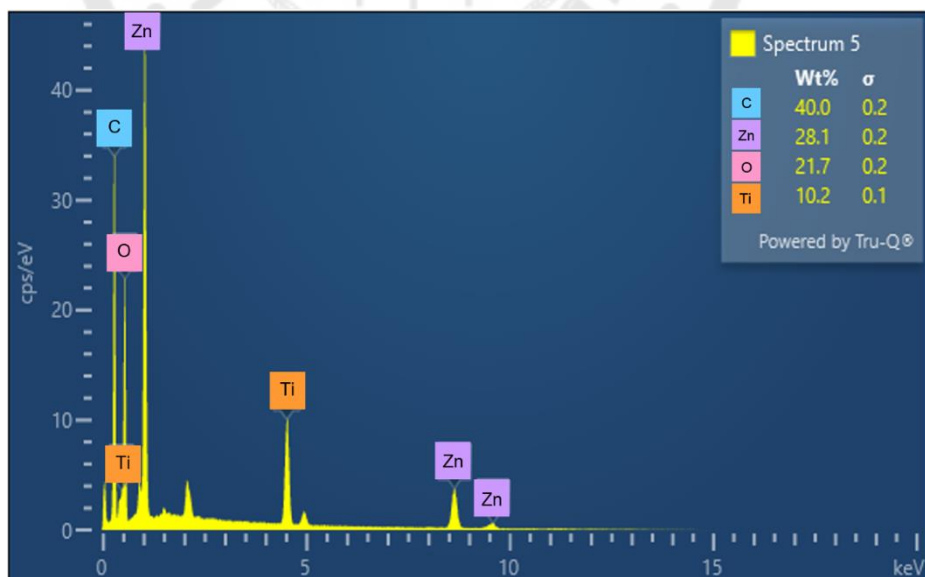 Spectrum 5
Wt% σ
C 40.0 0.2
Zn 28.1 0.2
O 21.7 0.2
Ti 10.2 0.1
Powered by Tru-Q®
cps/eV
40
30
20
10
0
Zn
C
O
Ti
Ti
Zn
Zn
0 5 10 15 keV